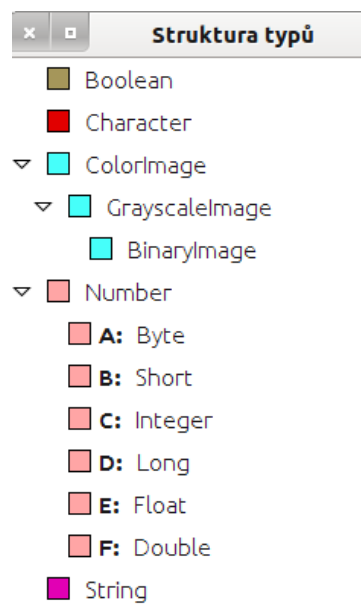 Struktura typů
Boolean
Character
ColorImage
GrayscaleImage
BinaryImage
Number
A: Byte
B: Short
C: Integer
D: Long
E: Float
F: Double
String